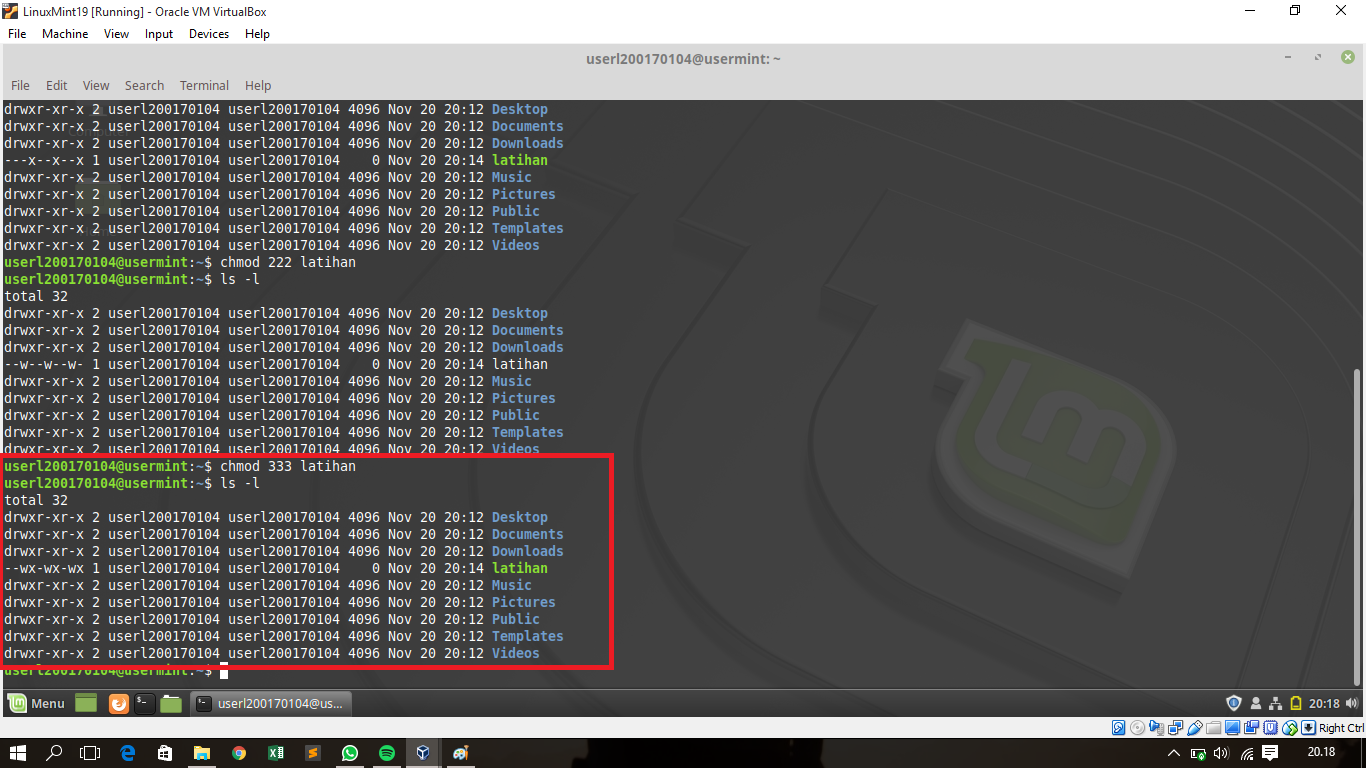 LinuxMint19 [Running] - Oracle VM VirtualBox
File Machine View Input Devices Help
userl200170104@usermint: ~
File Edit View Search Terminal Help
drwxr-xr-x 2 userl200170104 userl200170104 4096 Nov 20 20:12 Desktop
drwxr-xr-x 2 userl200170104 userl200170104 4096 Nov 20 20:12 Documents
drwxr-xr-x 2 userl200170104 userl200170104 4096 Nov 20 20:12 Downloads
---x--x--x 1 userl200170104 userl200170104    0 Nov 20 20:14 latihan
drwxr-xr-x 2 userl200170104 userl200170104 4096 Nov 20 20:12 Music
drwxr-xr-x 2 userl200170104 userl200170104 4096 Nov 20 20:12 Pictures
drwxr-xr-x 2 userl200170104 userl200170104 4096 Nov 20 20:12 Public
drwxr-xr-x 2 userl200170104 userl200170104 4096 Nov 20 20:12 Templates
drwxr-xr-x 2 userl200170104 userl200170104 4096 Nov 20 20:12 Videos
userl200170104@usermint:~$ chmod 222 latihan
userl200170104@usermint:~$ ls -l
total 32
drwxr-xr-x 2 userl200170104 userl200170104 4096 Nov 20 20:12 Desktop
drwxr-xr-x 2 userl200170104 userl200170104 4096 Nov 20 20:12 Documents
drwxr-xr-x 2 userl200170104 userl200170104 4096 Nov 20 20:12 Downloads
--w--w--w- 1 userl200170104 userl200170104    0 Nov 20 20:14 latihan
drwxr-xr-x 2 userl200170104 userl200170104 4096 Nov 20 20:12 Music
drwxr-xr-x 2 userl200170104 userl200170104 4096 Nov 20 20:12 Pictures
drwxr-xr-x 2 userl200170104 userl200170104 4096 Nov 20 20:12 Public
drwxr-xr-x 2 userl200170104 userl200170104 4096 Nov 20 20:12 Templates
drwxr-xr-x 2 userl200170104 userl200170104 4096 Nov 20 20:12 Videos
userl200170104@usermint:~$ chmod 333 latihan
userl200170104@usermint:~$ ls -l
total 32
drwxr-xr-x 2 userl200170104 userl200170104 4096 Nov 20 20:12 Desktop
drwxr-xr-x 2 userl200170104 userl200170104 4096 Nov 20 20:12 Documents
drwxr-xr-x 2 userl200170104 userl200170104 4096 Nov 20 20:12 Downloads
--wx-wx-wx 1 userl200170104 userl200170104    0 Nov 20 20:14 latihan
drwxr-xr-x 2 userl200170104 userl200170104 4096 Nov 20 20:12 Music
drwxr-xr-x 2 userl200170104 userl200170104 4096 Nov 20 20:12 Pictures
drwxr-xr-x 2 userl200170104 userl200170104 4096 Nov 20 20:12 Public
drwxr-xr-x 2 userl200170104 userl200170104 4096 Nov 20 20:12 Templates
drwxr-xr-x 2 userl200170104 userl200170104 4096 Nov 20 20:12 Videos
userl200170104@usermint:~$
Menu userl200170104@us... 20:18
Right Ctrl
20.18